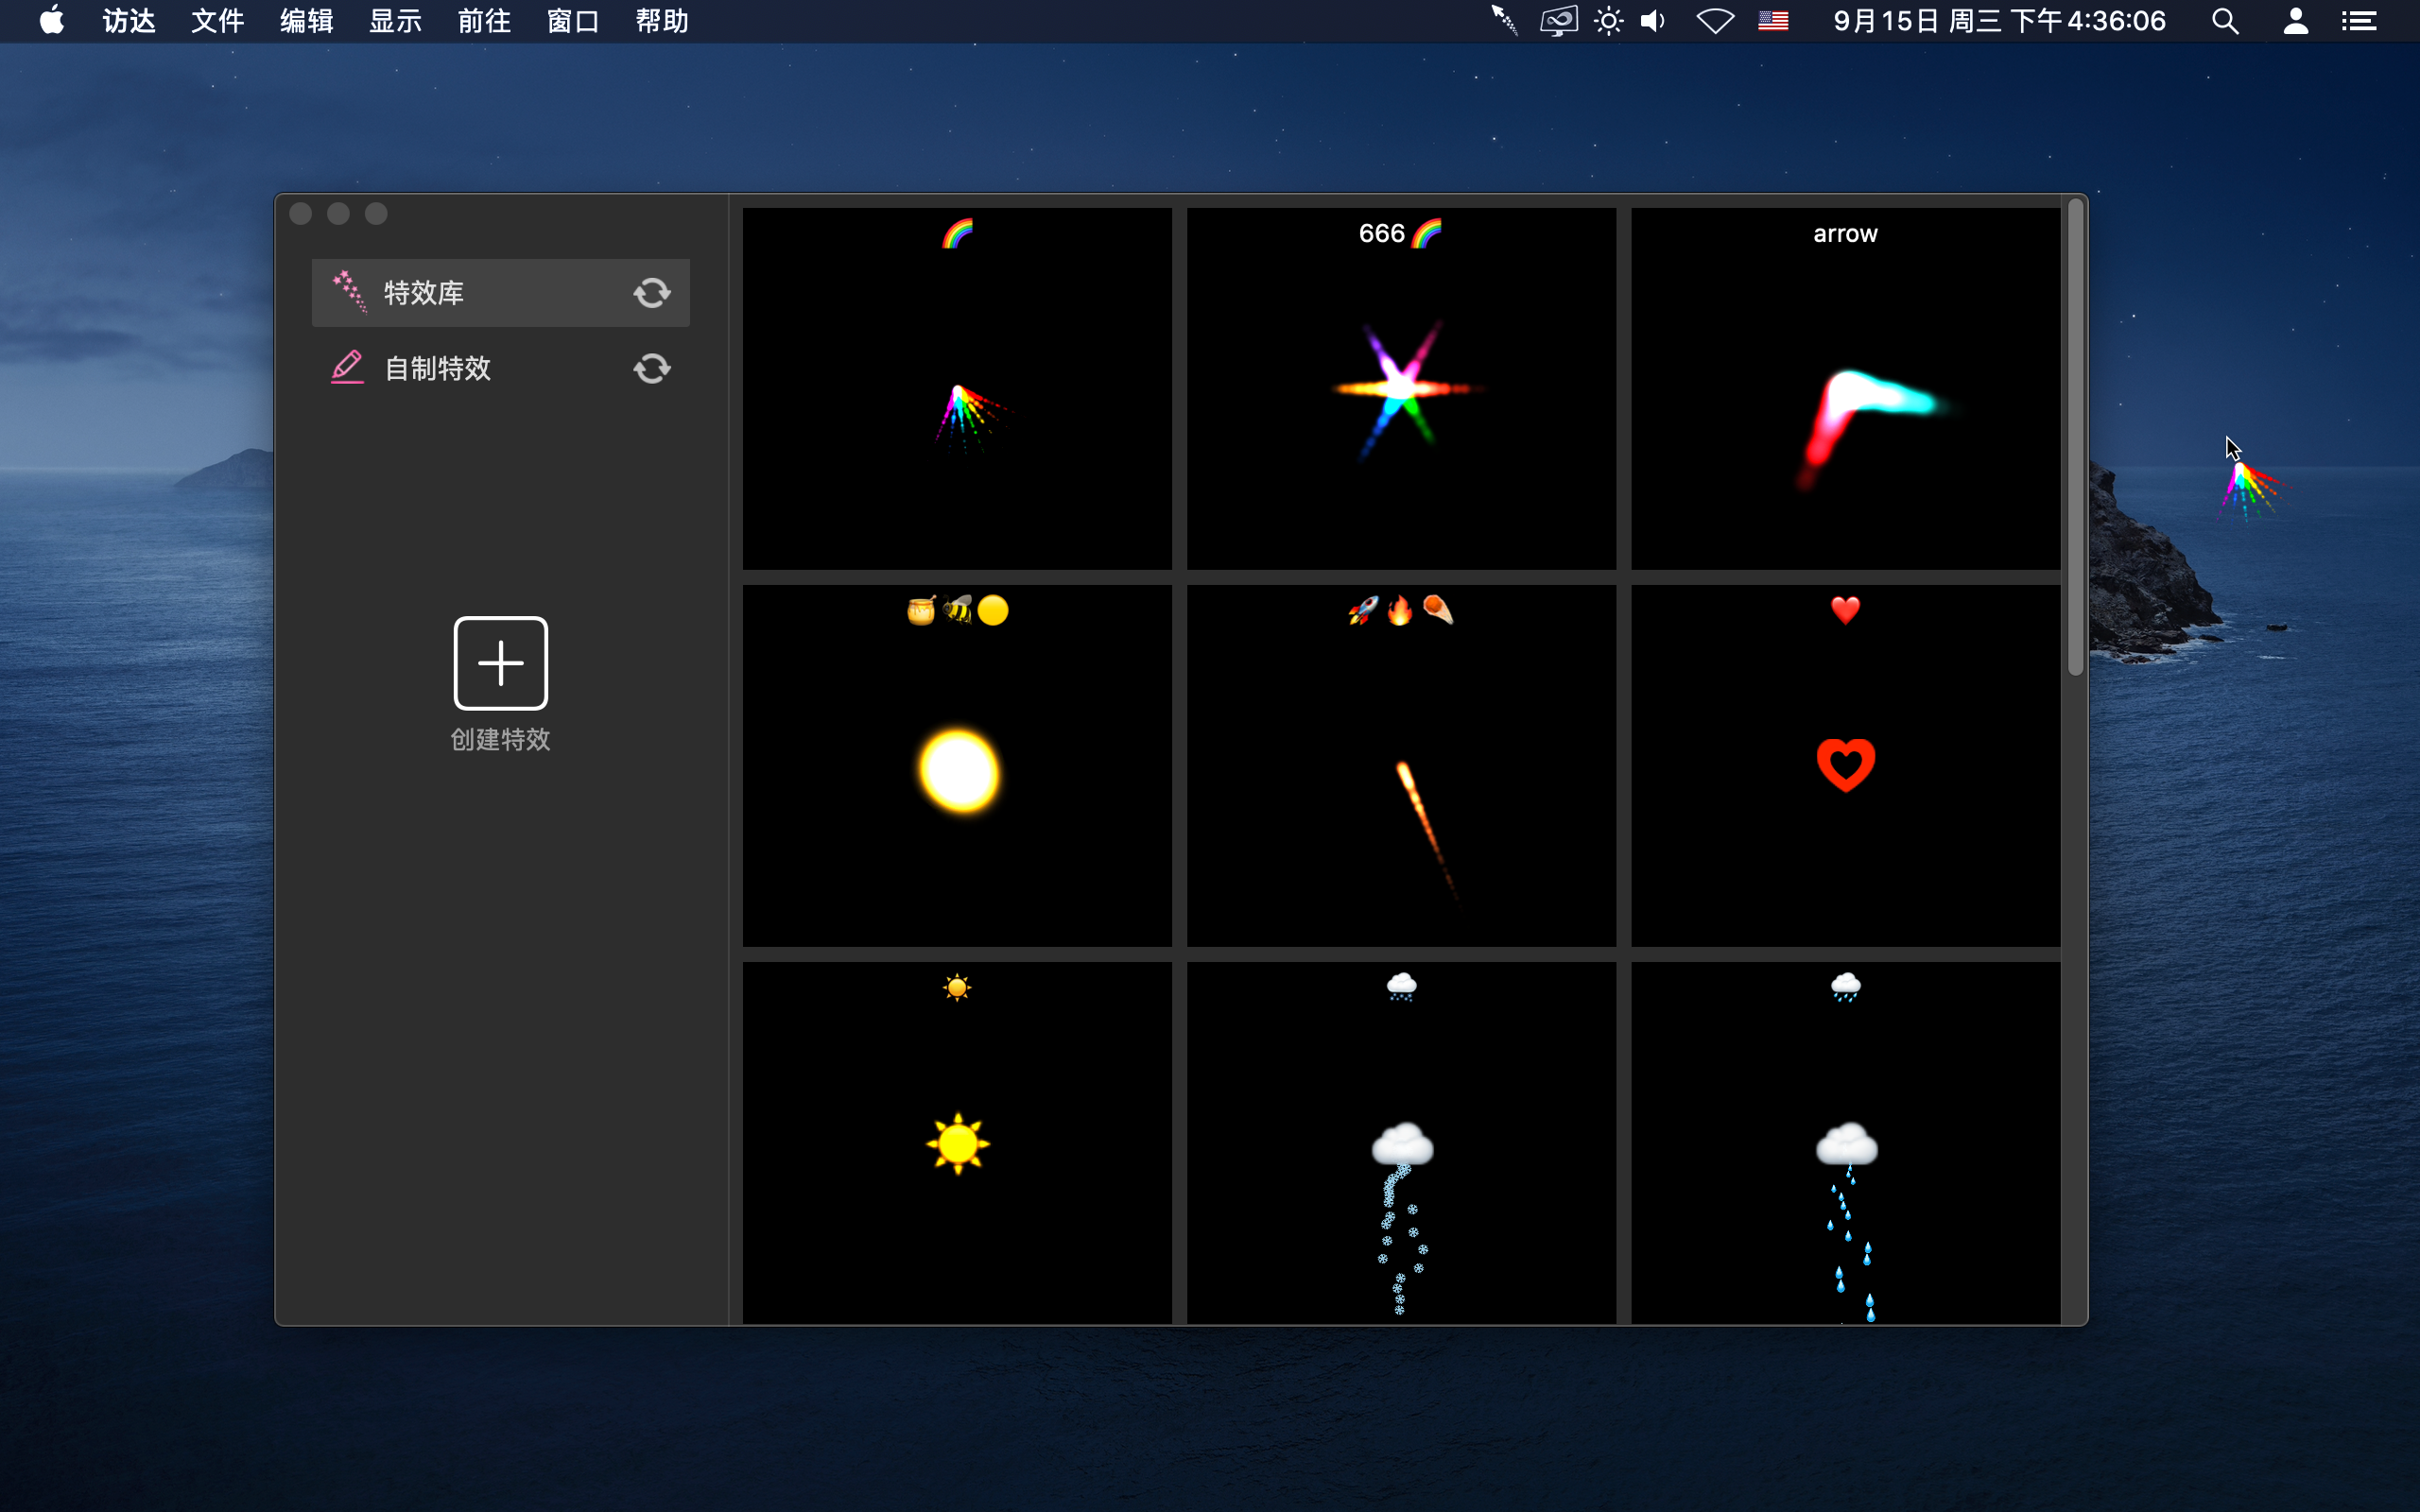 访达 文件 编辑 显示 前往 窗口 帮助 9月15日 周三 下午4:36:06
特效库
自制特效
创建特效
🌈 666🌈 arrow
🍯🐝🟡 🚀🔥☄️ ❤️
☀️ 🌨️ 🌧️